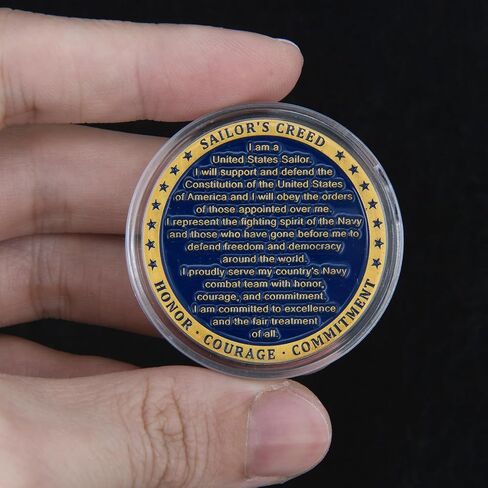 SAILOR'S CREED
I am a
United States Sailor.
I will support and defend the
Constitution of the United States
of America and I will obey the orders
of those appointed over me.
I represent the fighting spirit of the Navy
and those who have gone before me to
defend freedom and democracy
around the world.
I proudly serve my country's Navy
combat team with honor,
courage, and commitment.
I am committed to excellence
and the fair treatment
of all.
HONOR · COURAGE · COMMITMENT